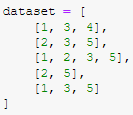 dataset = [
    [1, 3, 4],
    [2, 3, 5],
    [1, 2, 3, 5],
    [2, 5],
    [1, 3, 5]
]